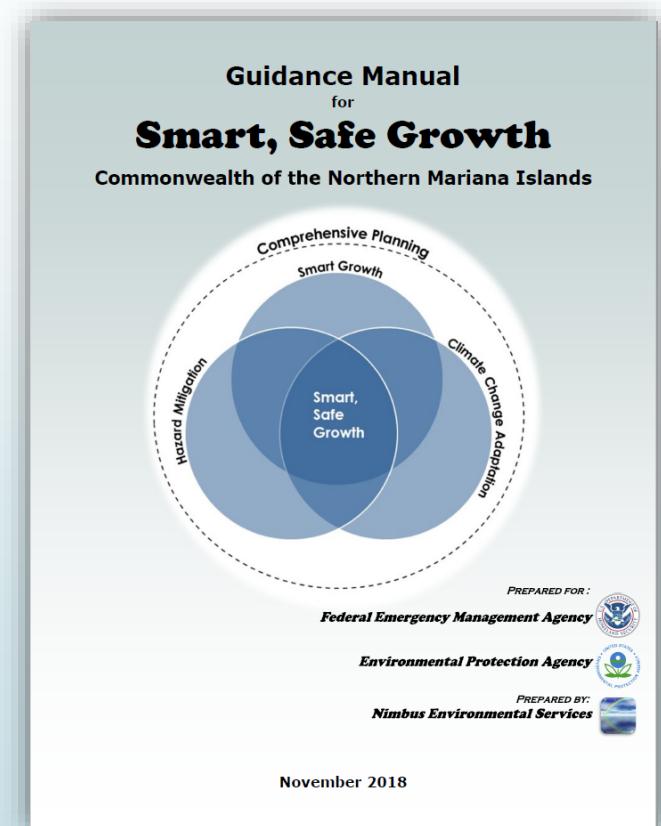 Guidance Manual
for
Smart, Safe Growth
Commonwealth of the Northern Mariana Islands
Comprehensive Planning
Smart Growth
Hazard Mitigation
Climate Change Adaptation
Smart,
Safe
Growth
PREPARED FOR :
Federal Emergency Management Agency
Environmental Protection Agency
PREPARED BY:
Nimbus Environmental Services
November 2018